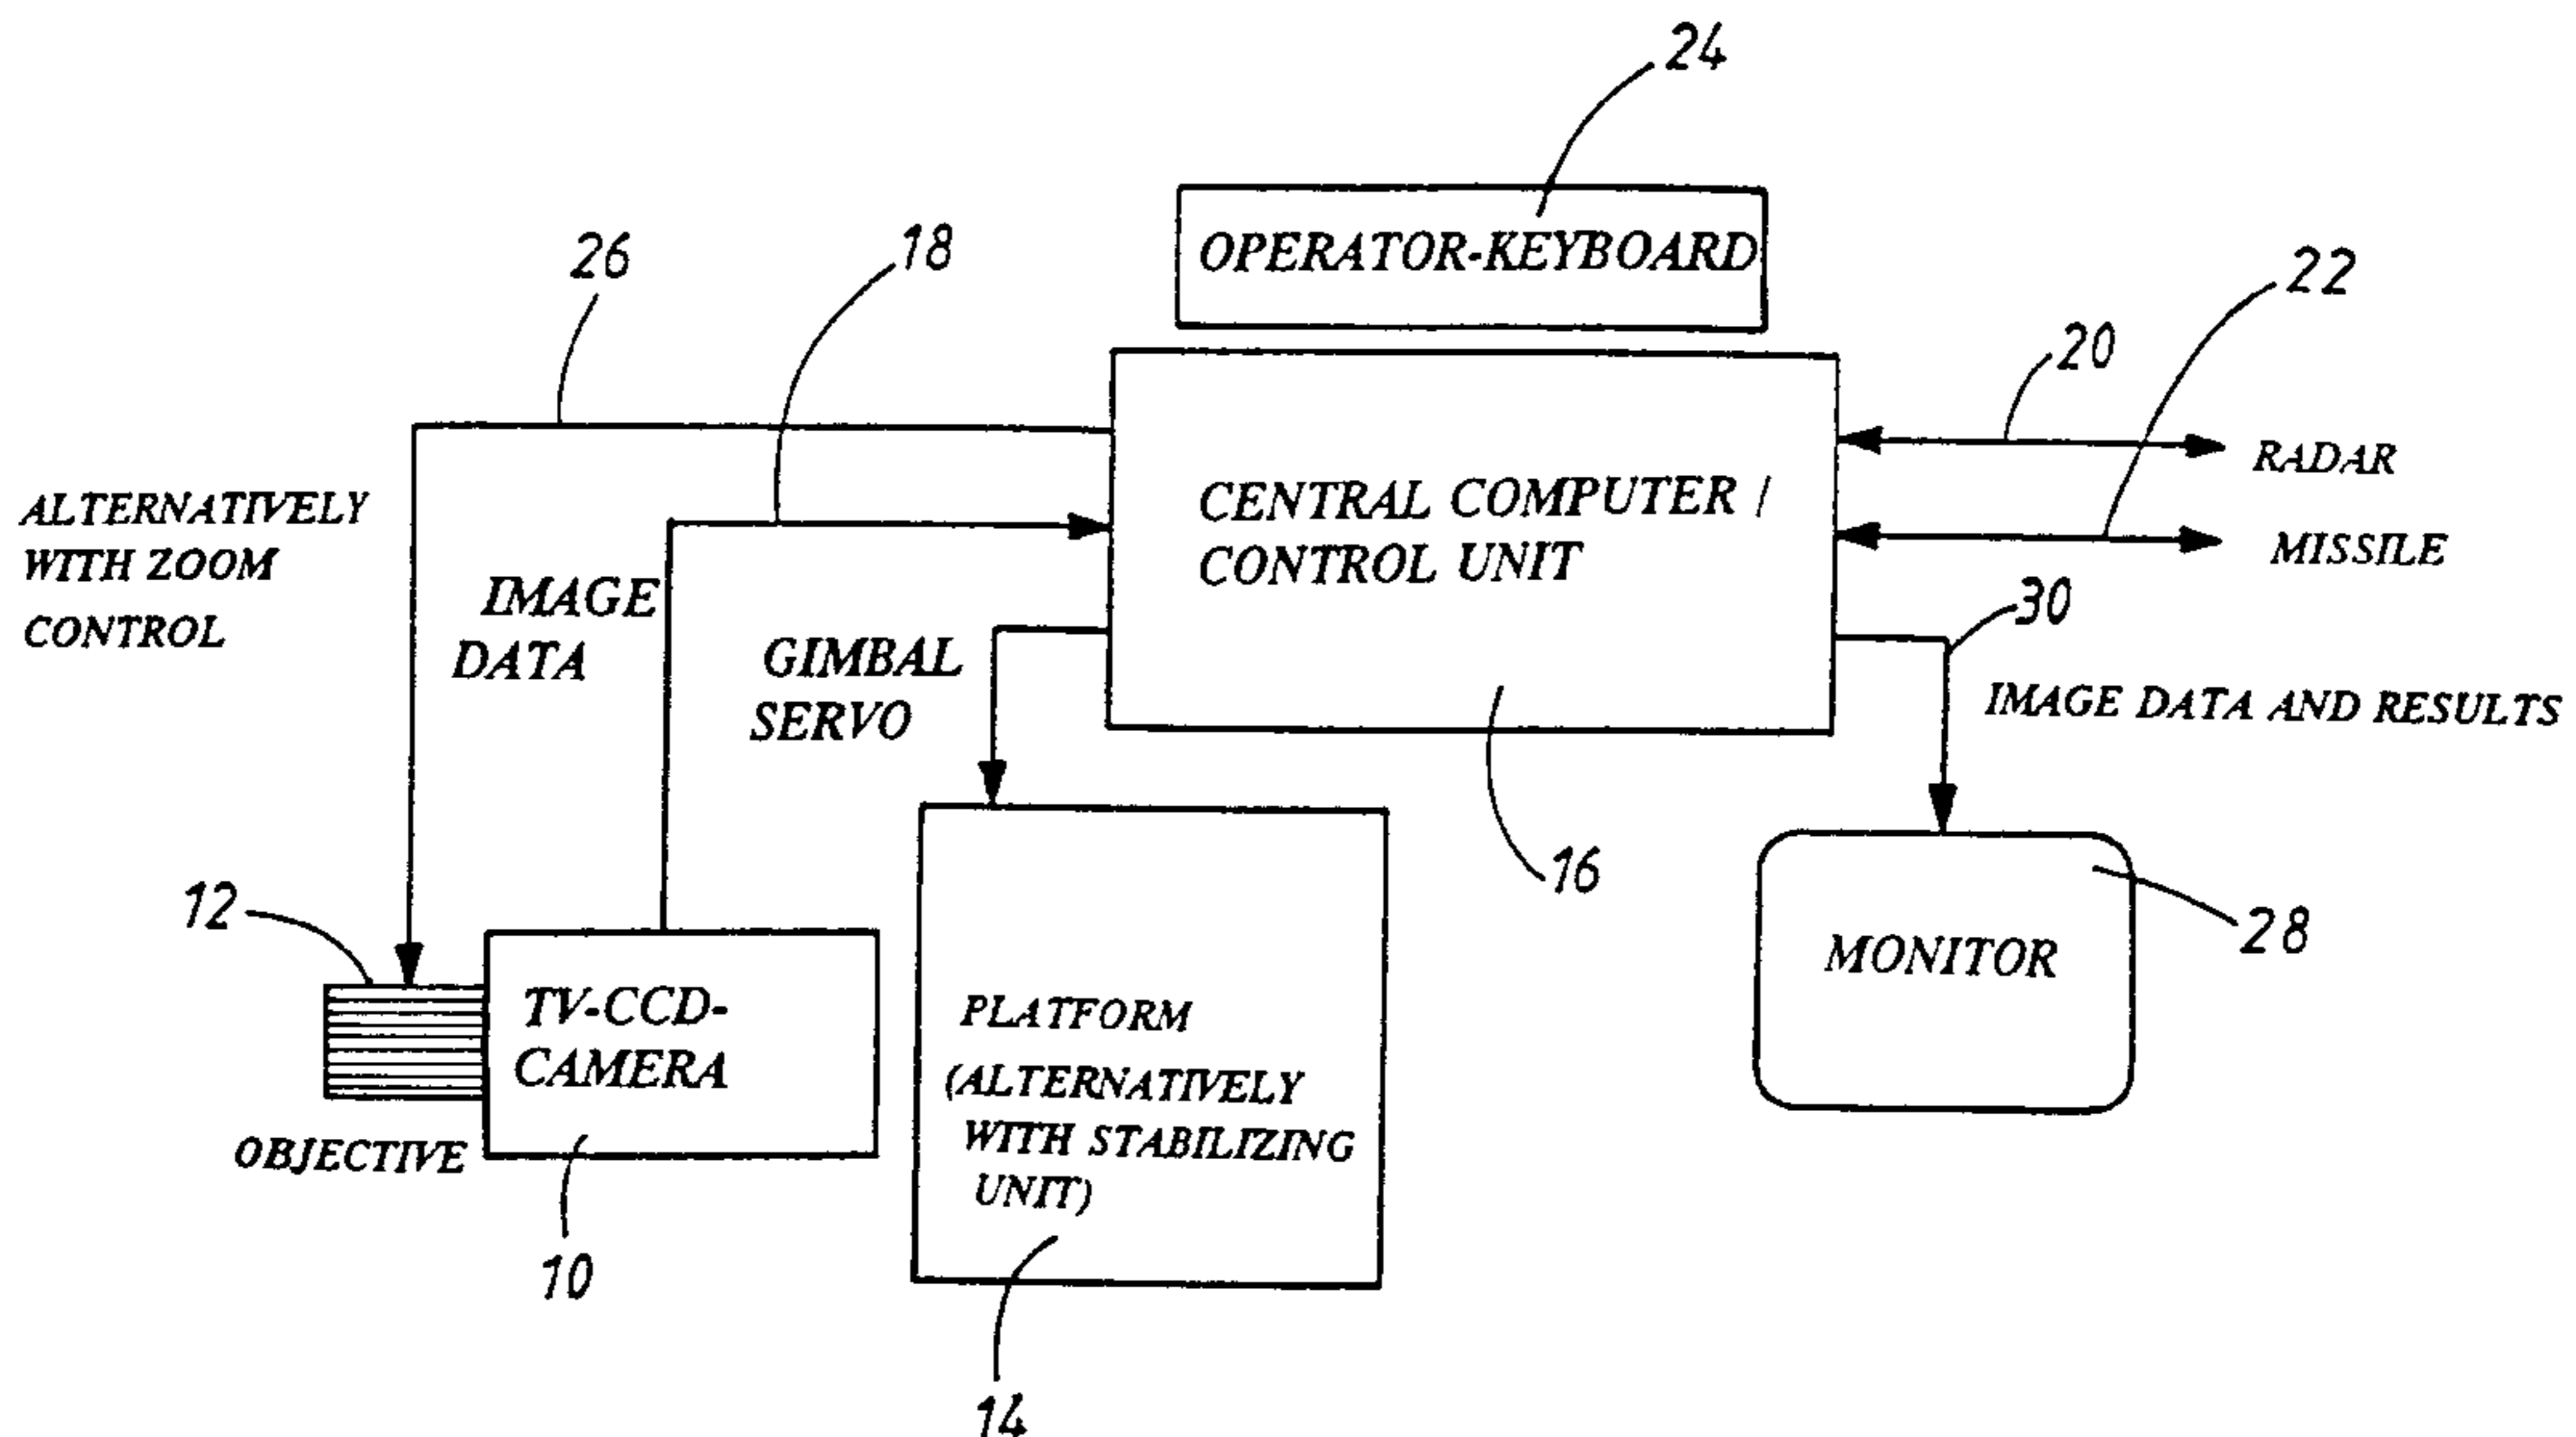 24
OPERATOR-KEYBOARD
26
18
22
20
RADAR
MISSILE
CENTRAL COMPUTER /
CONTROL UNIT
ALTERNATIVELY
WITH ZOOM
CONTROL
IMAGE
DATA
GIMBAL
SERVO
30
IMAGE DATA AND RESULTS
16
12
TV-CCD-
CAMERA
OBJECTIVE
10
PLATFORM
(ALTERNATIVELY
WITH STABILIZING
UNIT)
14
MONITOR
28